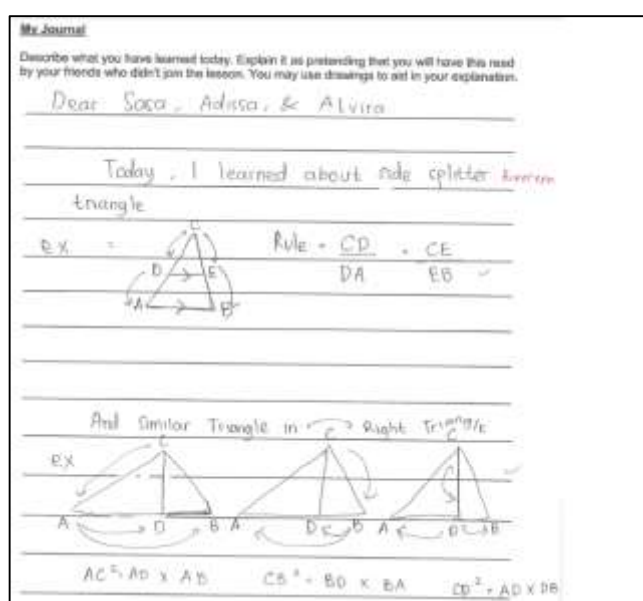 My Journal
Describe what you have learned today. Explain it as pretending that you will have this read
by your friends who didn't join the lesson. You may use drawings to aid in your explanation.
Dear Sasa, Adissa, & Alvira
Today, I learned about side splitter theorem
triangle
ex =
C
D E
A B
Rule = CD/DA = CE/EB
And Similar Triangle in Right Triangle
ex
C C C
A D B A D B A D B
AC² = AD x AB CB² = BD x BA CD² = AD x DB